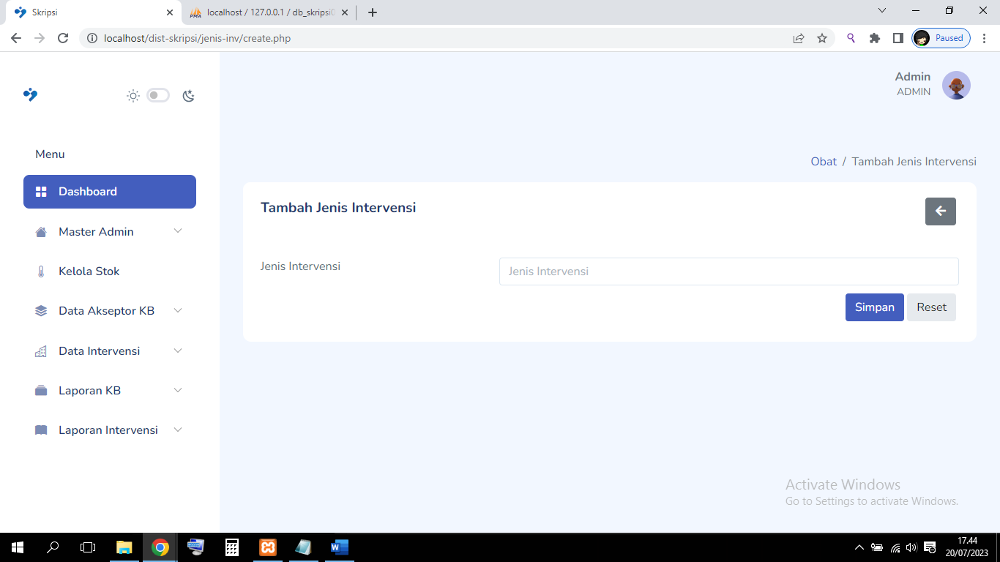 Skripsi
localhost / 127.0.0.1 / db_skripsi0
localhost/dist-skripsi/jenis-inv/create.php
Paused
Admin
ADMIN
Menu
Dashboard
Master Admin
Kelola Stok
Data Akseptor KB
Data Intervensi
Laporan KB
Laporan Intervensi
Obat / Tambah Jenis Intervensi
Tambah Jenis Intervensi
Jenis Intervensi
Jenis Intervensi
Simpan Reset
Activate Windows
Go to Settings to activate Windows.
17.44
20/07/2023